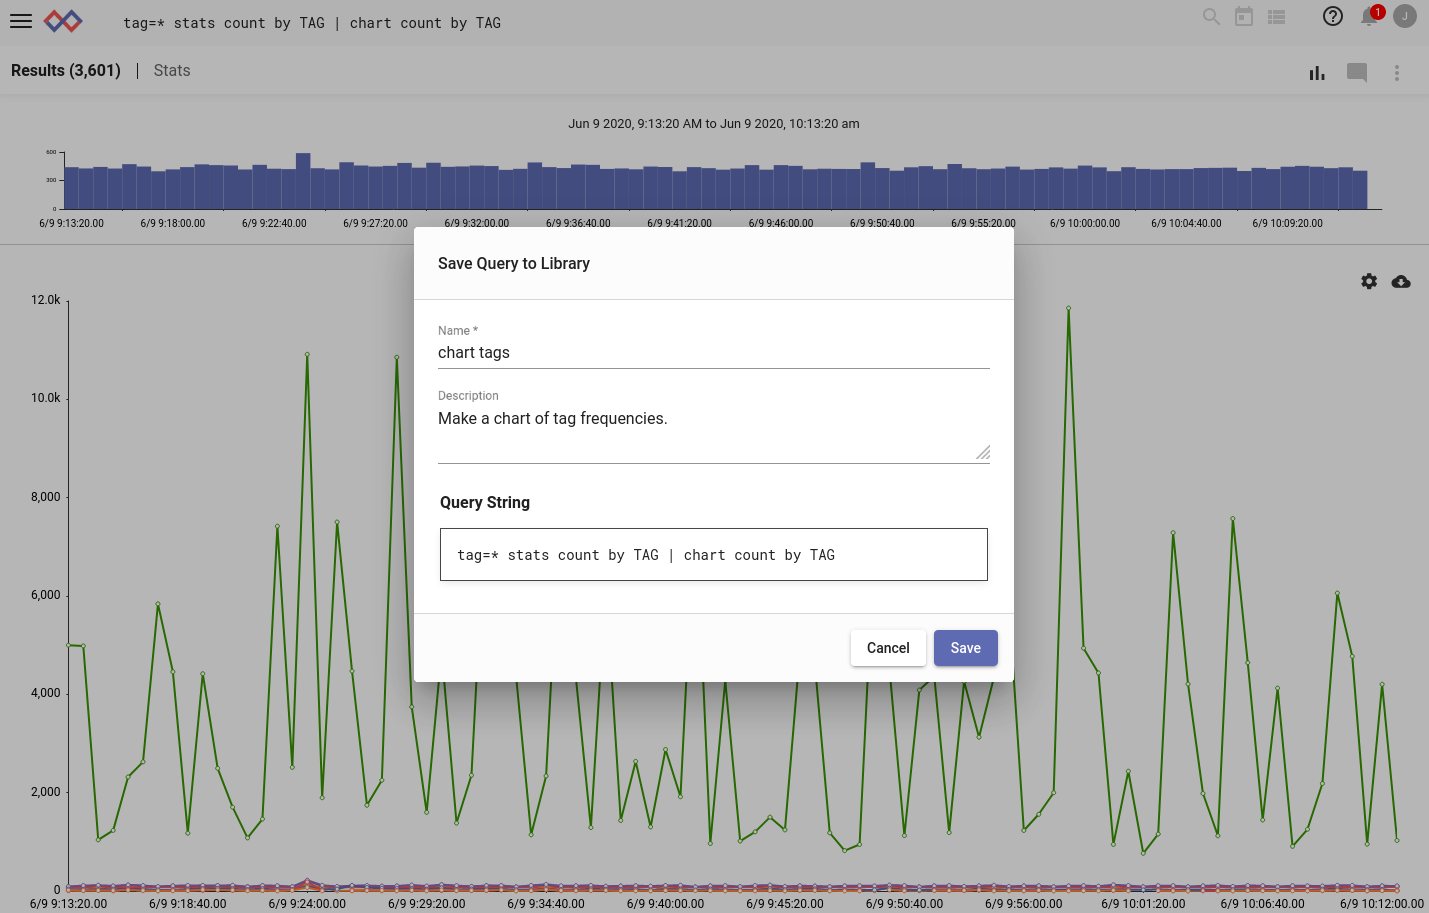 tag=* stats count by TAG | chart count by TAG
1
J
Results (3,601) | Stats
Jun 9 2020, 9:13:20 AM to Jun 9 2020, 10:13:20 am
600
300
0
6/9 9:13:20.00 6/9 9:18:00.00 6/9 9:22:40.00 6/9 9:27:20.00 6/9 9:32:00.00 6/9 9:36:40.00 6/9 9:41:20.00 6/9 9:46:00.00 6/9 9:50:40.00 6/9 9:55:20.00 6/9 10:00:00.00 6/9 10:04:40.00 6/9 10:09:20.00
Save Query to Library
Name *
chart tags
Description
Make a chart of tag frequencies.
Query String
tag=* stats count by TAG | chart count by TAG
Cancel Save
12.0k
10.0k
8,000
6,000
4,000
2,000
0
6/9 9:13:20.00 6/9 9:18:40.00 6/9 9:24:00.00 6/9 9:29:20.00 6/9 9:34:40.00 6/9 9:40:00.00 6/9 9:45:20.00 6/9 9:50:40.00 6/9 9:56:00.00 6/9 10:01:20.00 6/9 10:06:40.00 6/9 10:12:00.00